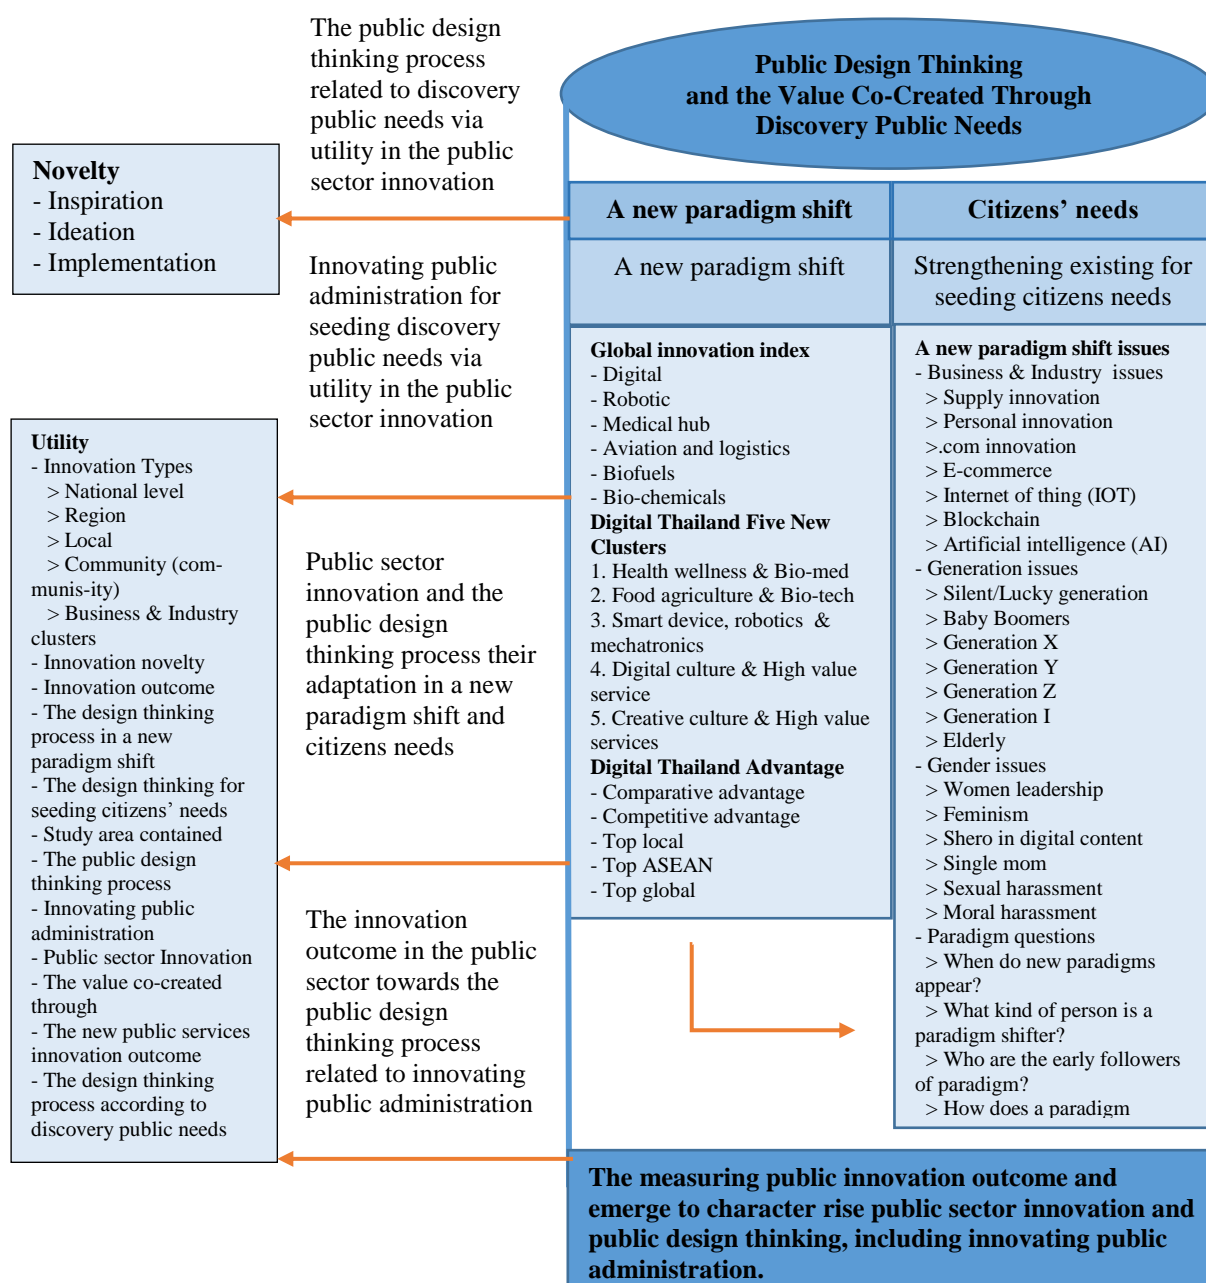 The public design
thinking process
related to discovery
public needs via
utility in the public
sector innovation
Public Design Thinking
and the Value Co-Created Through
Discovery Public Needs
Novelty
- Inspiration
- Ideation
- Implementation
Innovating public
administration for
seeding discovery
public needs via
utility in the public
sector innovation
Utility
- Innovation Types
> National level
> Region
> Local
> Community (com-
munis-ity)
> Business & Industry
clusters
- Innovation novelty
- Innovation outcome
- The design thinking
process in a new
paradigm shift
- The design thinking for
seeding citizens’ needs
- Study area contained
- The public design
thinking process
- Innovating public
administration
- Public sector Innovation
- The value co-created
through
- The new public services
innovation outcome
- The design thinking
process according to
discovery public needs
Public sector
innovation and the
public design
thinking process their
adaptation in a new
paradigm shift and
citizens needs
The innovation
outcome in the public
sector towards the
public design
thinking process
related to innovating
public administration
A new paradigm shift
A new paradigm shift
Global innovation index
- Digital
- Robotic
- Medical hub
- Aviation and logistics
- Biofuels
- Bio-chemicals
Digital Thailand Five New
Clusters
1. Health wellness & Bio-med
2. Food agriculture & Bio-tech
3. Smart device, robotics &
mechatronics
4. Digital culture & High value
service
5. Creative culture & High value
services
Digital Thailand Advantage
- Comparative advantage
- Competitive advantage
- Top local
- Top ASEAN
- Top global
Citizens’ needs
Strengthening existing for
seeding citizens needs
A new paradigm shift issues
- Business & Industry issues
> Supply innovation
> Personal innovation
>.com innovation
> E-commerce
> Internet of thing (IOT)
> Blockchain
> Artificial intelligence (AI)
- Generation issues
> Silent/Lucky generation
> Baby Boomers
> Generation X
> Generation Y
> Generation Z
> Generation I
> Elderly
- Gender issues
> Women leadership
> Feminism
> Shero in digital content
> Single mom
> Sexual harassment
> Moral harassment
- Paradigm questions
> When do new paradigms
appear?
> What kind of person is a
paradigm shifter?
> Who are the early followers
of paradigm?
> How does a paradigm
The measuring public innovation outcome and
emerge to character rise public sector innovation and
public design thinking, including innovating public
administration.